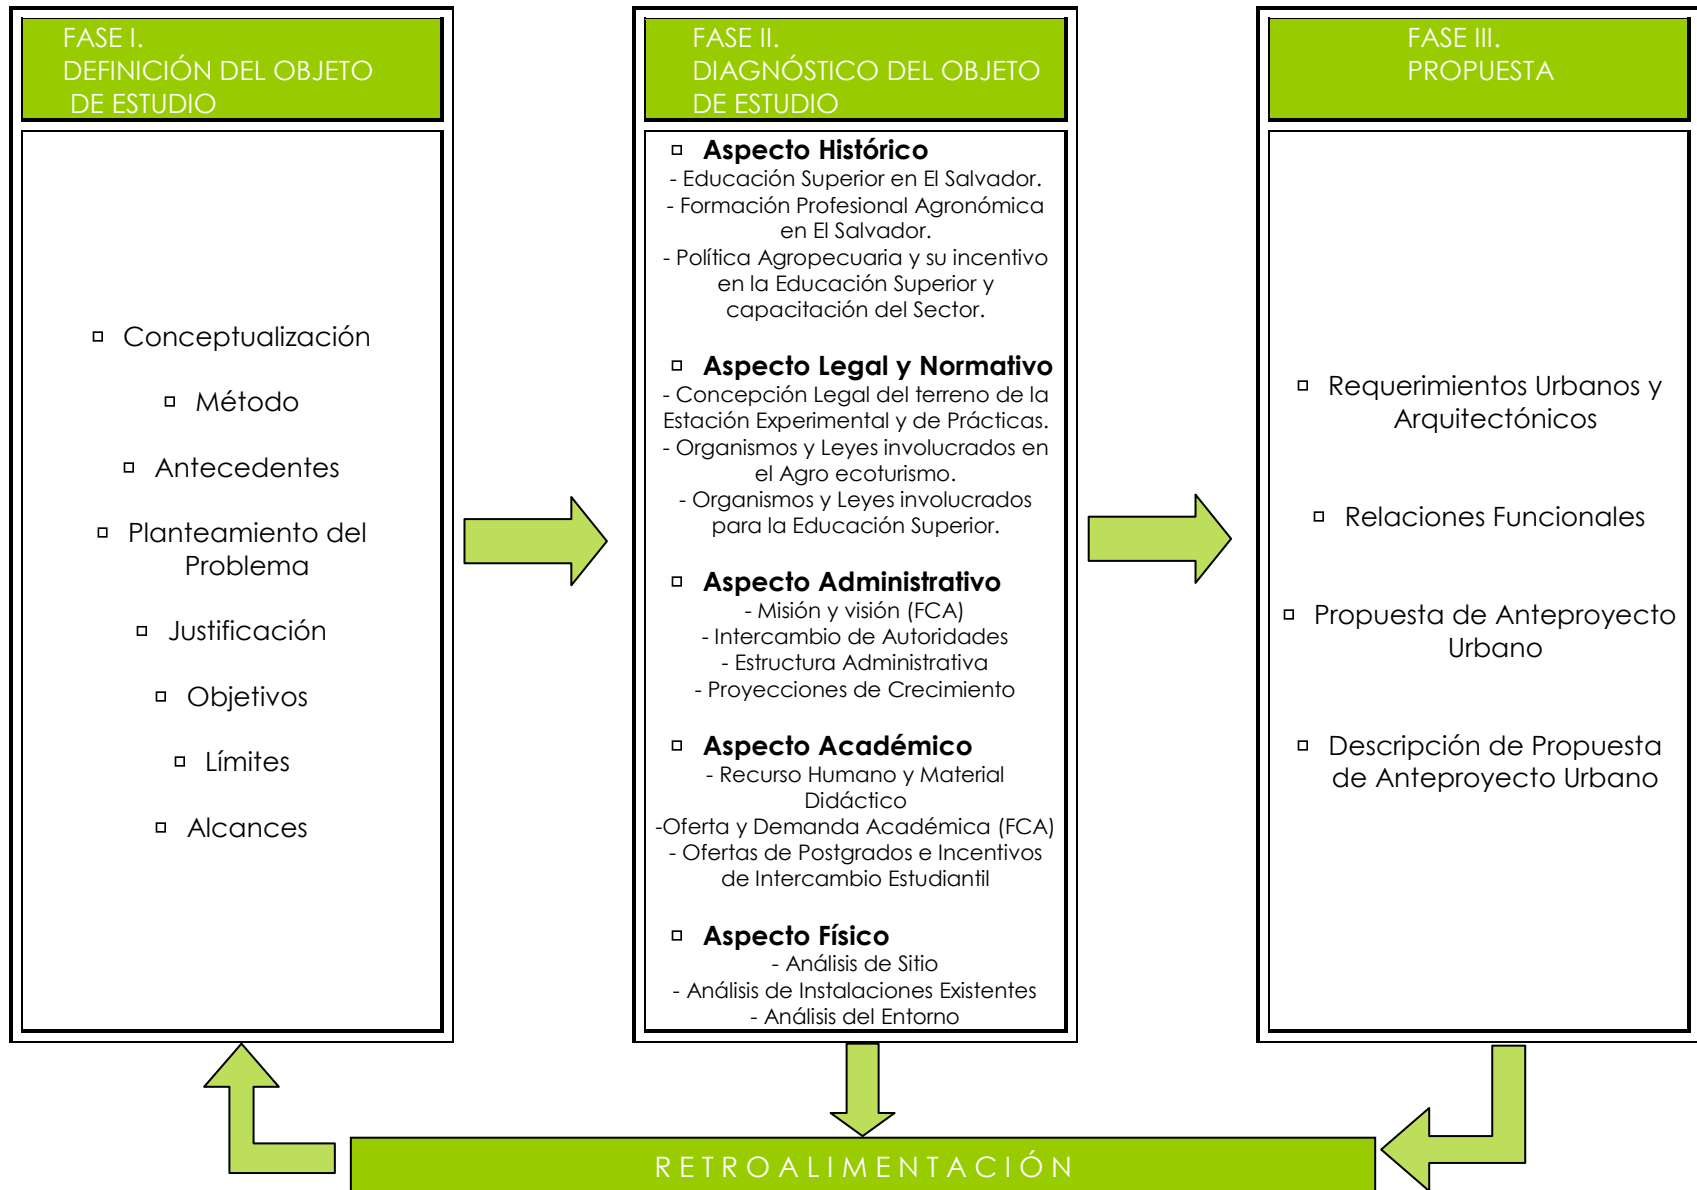 FASE I.
DEFINICIÓN DEL OBJETO
DE ESTUDIO
▫ Conceptualización
▫ Método
▫ Antecedentes
▫ Planteamiento del
Problema
▫ Justificación
▫ Objetivos
▫ Límites
▫ Alcances
FASE II.
DIAGNÓSTICO DEL OBJETO
DE ESTUDIO
▫ Aspecto Histórico
- Educación Superior en El Salvador.
- Formación Profesional Agronómica
en El Salvador.
- Política Agropecuaria y su incentivo
en la Educación Superior y
capacitación del Sector.
▫ Aspecto Legal y Normativo
- Concepción Legal del terreno de la
Estación Experimental y de Prácticas.
- Organismos y Leyes involucrados en
el Agro ecoturismo.
- Organismos y Leyes involucrados
para la Educación Superior.
▫ Aspecto Administrativo
- Misión y visión (FCA)
- Intercambio de Autoridades
- Estructura Administrativa
- Proyecciones de Crecimiento
▫ Aspecto Académico
- Recurso Humano y Material
Didáctico
-Oferta y Demanda Académica (FCA)
- Ofertas de Postgrados e Incentivos
de Intercambio Estudiantil
▫ Aspecto Físico
- Análisis de Sitio
- Análisis de Instalaciones Existentes
- Análisis del Entorno
FASE III.
PROPUESTA
▫ Requerimientos Urbanos y
Arquitectónicos
▫ Relaciones Funcionales
▫ Propuesta de Anteproyecto
Urbano
▫ Descripción de Propuesta
de Anteproyecto Urbano
RETROALIMENTACIÓN